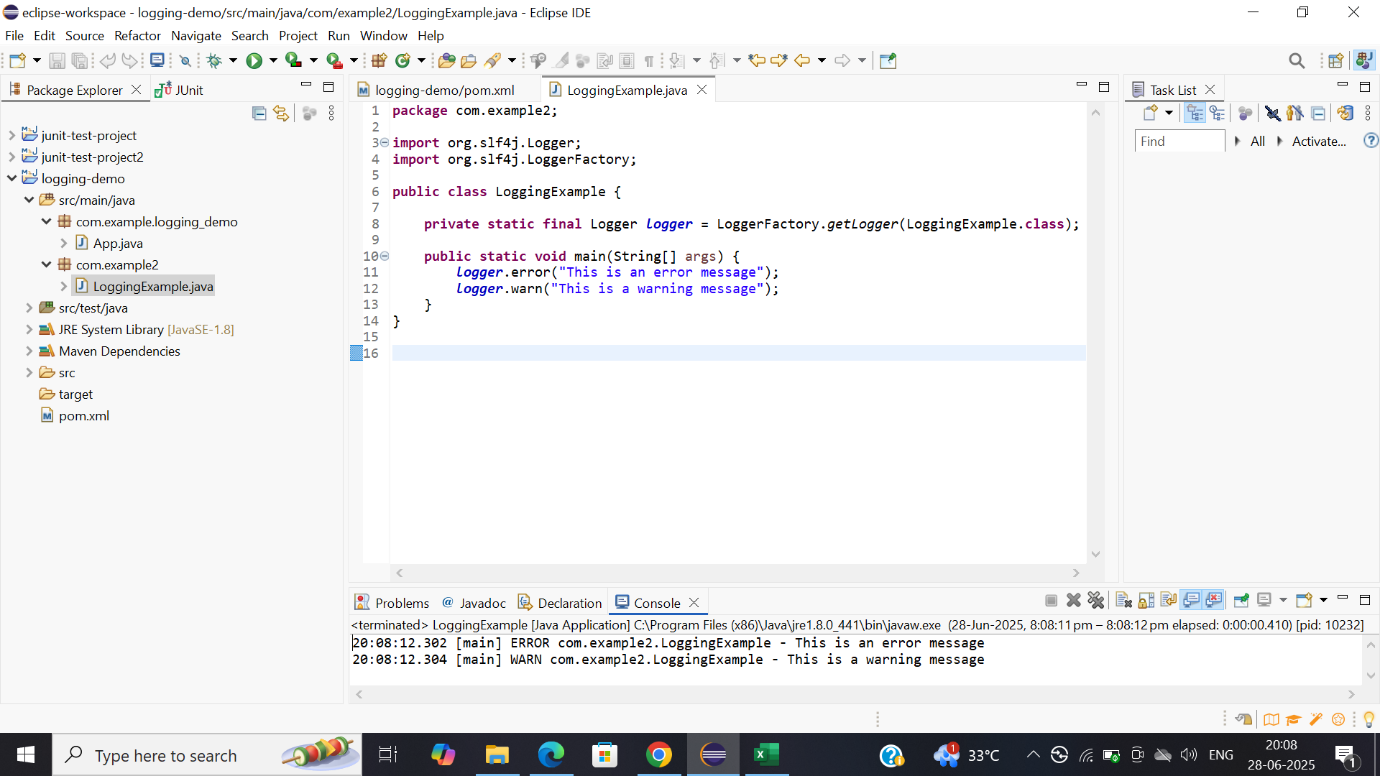 eclipse-workspace - logging-demo/src/main/java/com/example2/LoggingExample.java - Eclipse IDE
File Edit Source Refactor Navigate Search Project Run Window Help
Package Explorer
JUnit
junit-test-project
junit-test-project2
logging-demo
src/main/java
com.example.logging_demo
App.java
com.example2
LoggingExample.java
src/test/java
JRE System Library [JavaSE-1.8]
Maven Dependencies
src
target
pom.xml
logging-demo/pom.xml
LoggingExample.java
1 package com.example2;
2
3 import org.slf4j.Logger;
4 import org.slf4j.LoggerFactory;
5
6 public class LoggingExample {
7
8     private static final Logger logger = LoggerFactory.getLogger(LoggingExample.class);
9
10     public static void main(String[] args) {
11         logger.error("This is an error message");
12         logger.warn("This is a warning message");
13     }
14 }
15
16
Task List
Find
All
Activate...
Problems
Javadoc
Declaration
Console
<terminated> LoggingExample [Java Application] C:\Program Files (x86)\Java\jre1.8.0_441\bin\javaw.exe (28-Jun-2025, 8:08:11 pm – 8:08:12 pm elapsed: 0:00:00.410) [pid: 10232]
20:08:12.302 [main] ERROR com.example2.LoggingExample - This is an error message
20:08:12.304 [main] WARN com.example2.LoggingExample - This is a warning message
Type here to search
1
33°C
ENG
20:08
28-06-2025
1